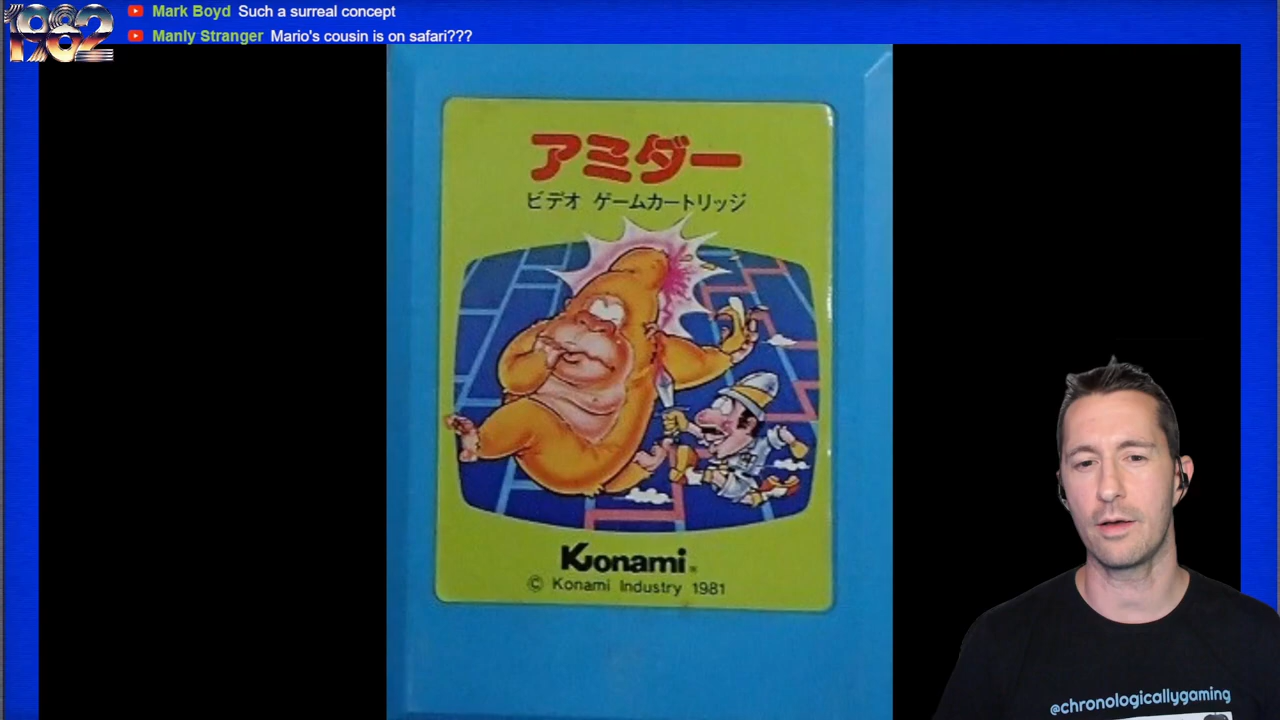 1982
Mark Boyd Such a surreal concept
Manly Stranger Mario's cousin is on safari???
アミダー
ビデオ ゲームカートリッジ
Konami
© Konami Industry 1981
@chronologicallygaming